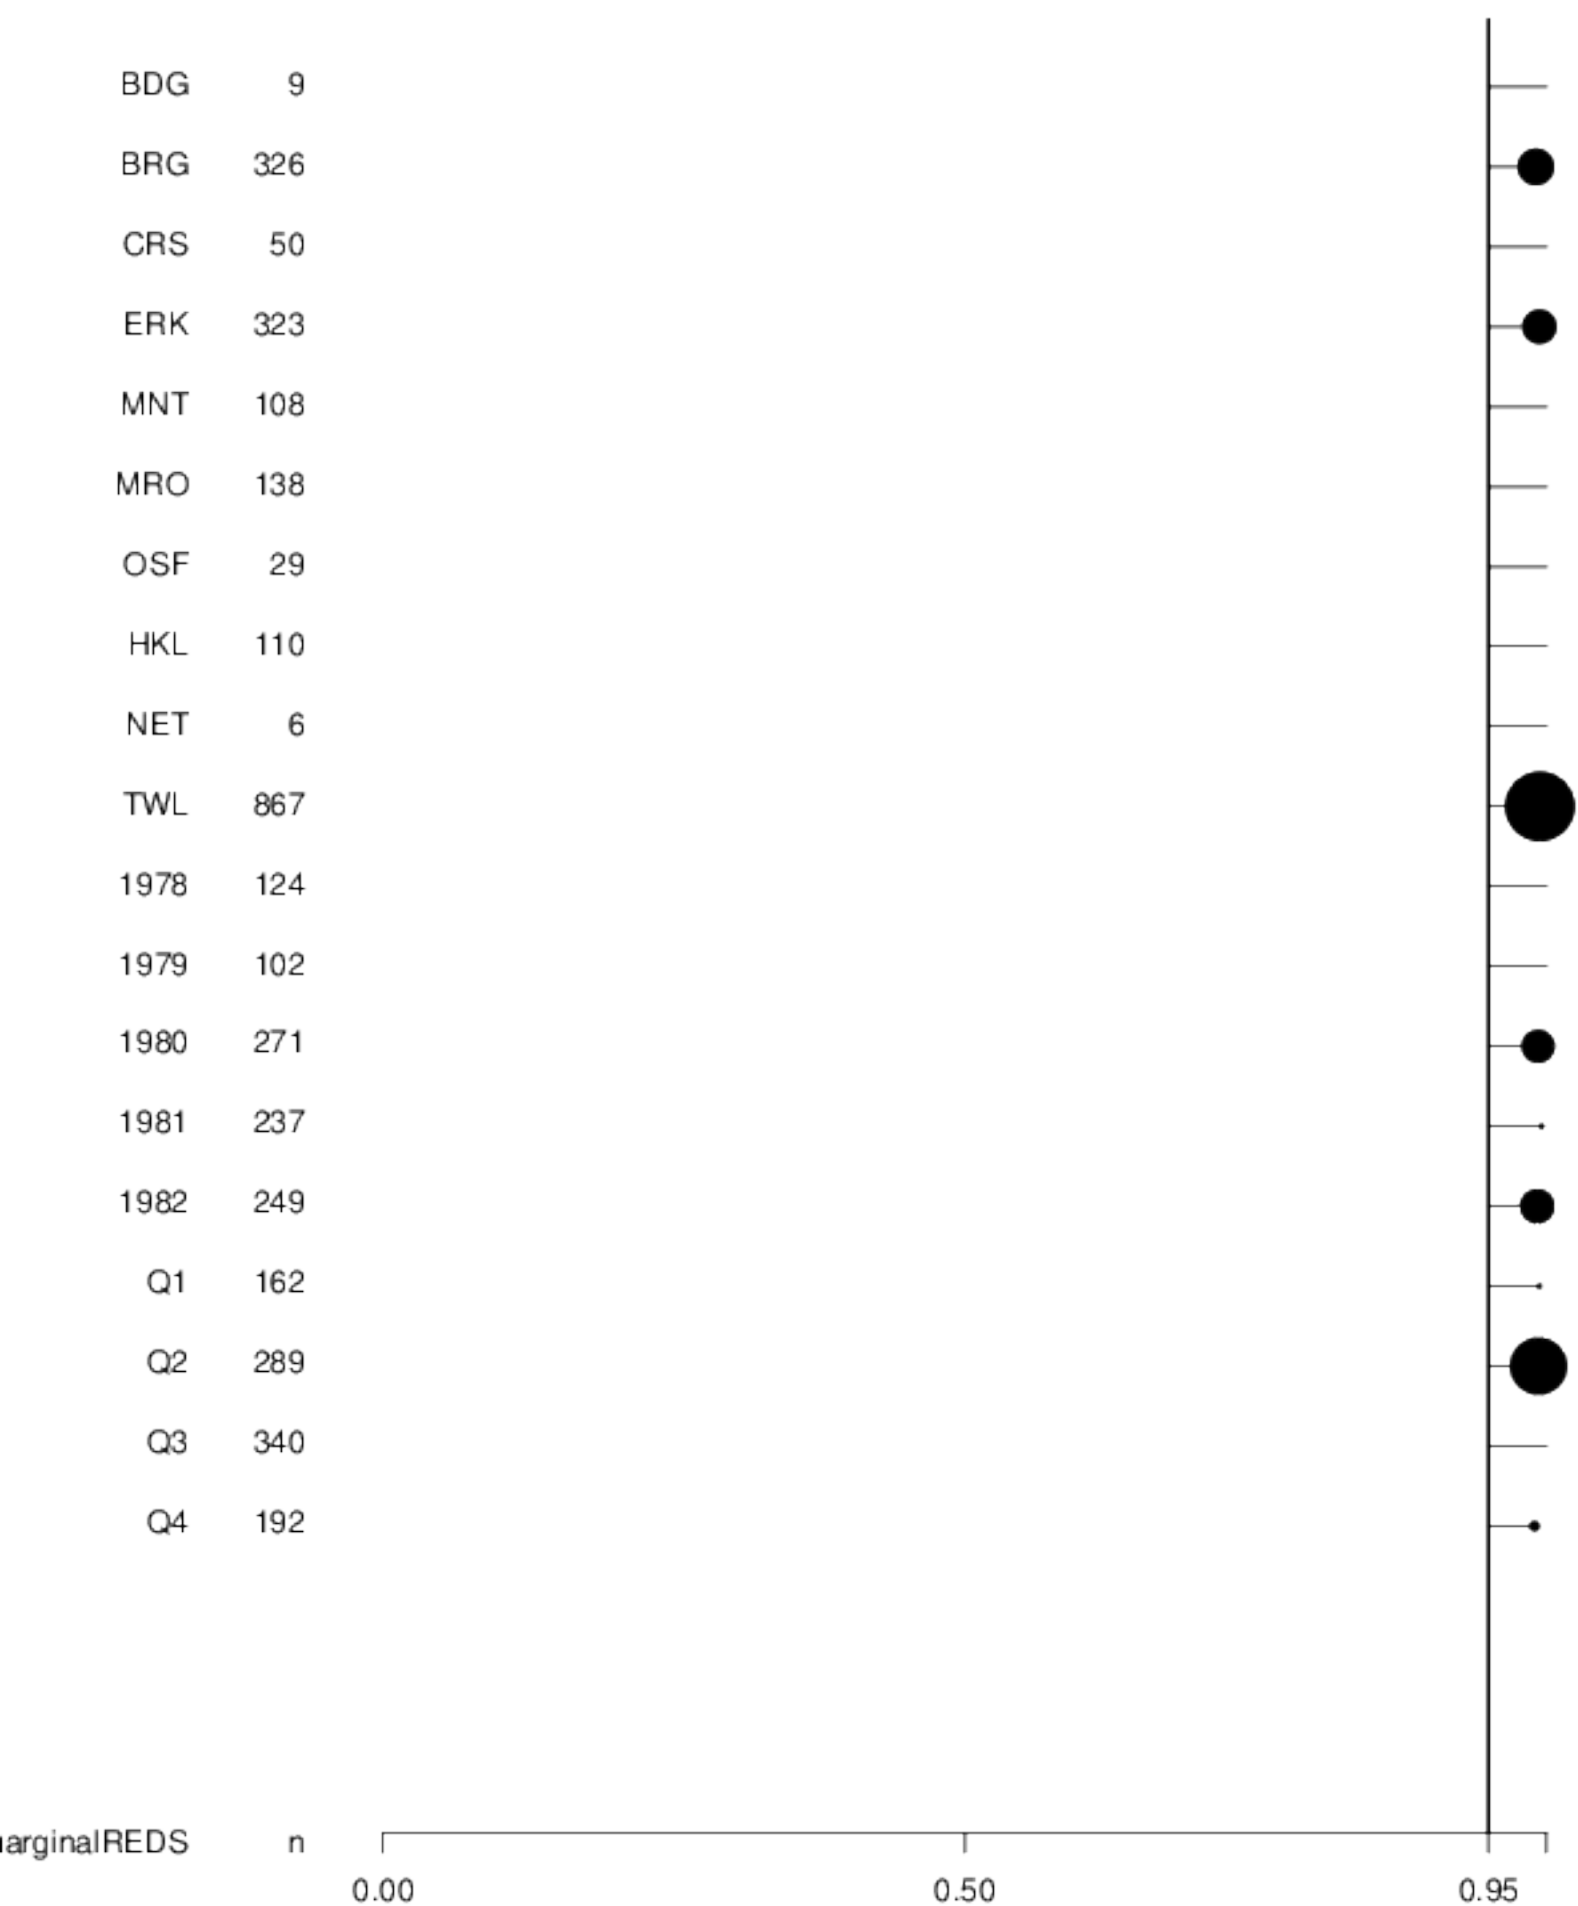 BDG 9
BRG 326
CRS 50
ERK 323
MNT 108
MRO 138
OSF 29
HKL 110
NET 6
TWL 867
1978 124
1979 102
1980 271
1981 237
1982 249
Q1 162
Q2 289
Q3 340
Q4 192
arginalREDS n
0.00 0.50 0.95